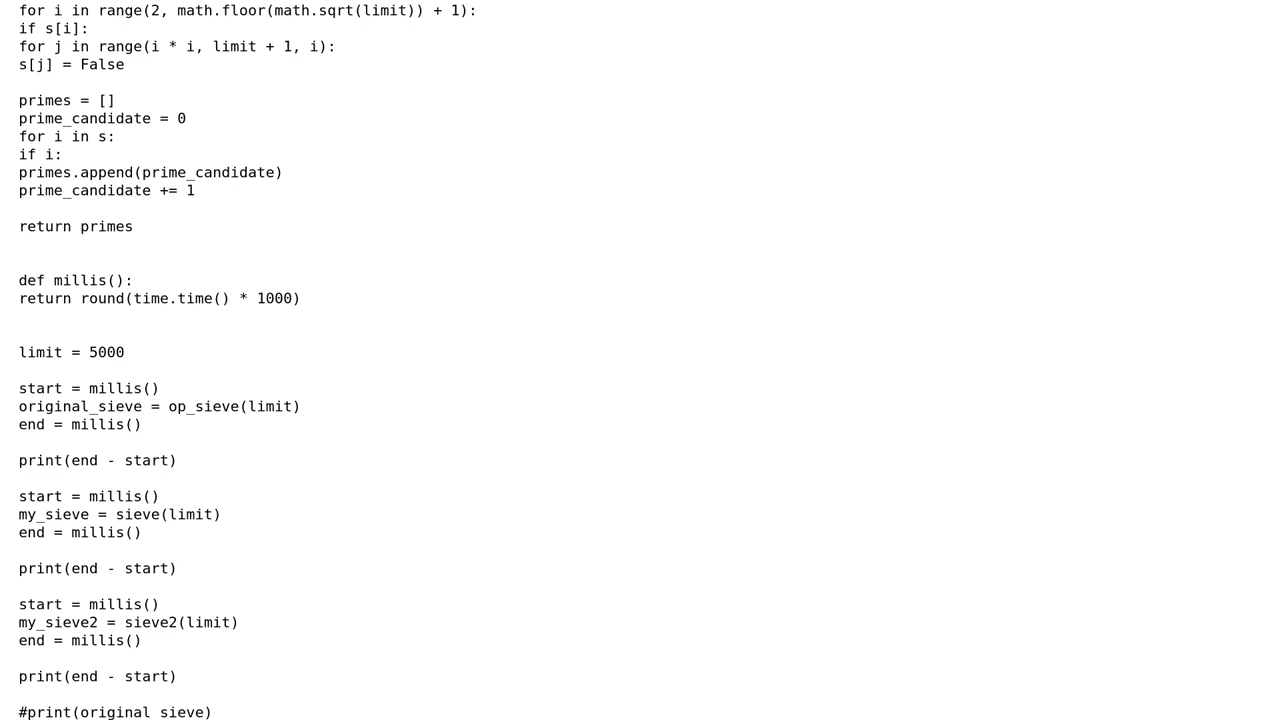 for i in range(2, math.floor(math.sqrt(limit)) + 1):
if s[i]:
for j in range(i * i, limit + 1, i):
s[j] = False

primes = []
prime_candidate = 0
for i in s:
if i:
primes.append(prime_candidate)
prime_candidate += 1

return primes


def millis():
return round(time.time() * 1000)


limit = 5000

start = millis()
original_sieve = op_sieve(limit)
end = millis()

print(end - start)

start = millis()
my_sieve = sieve(limit)
end = millis()

print(end - start)

start = millis()
my_sieve2 = sieve2(limit)
end = millis()

print(end - start)

#print(original sieve)